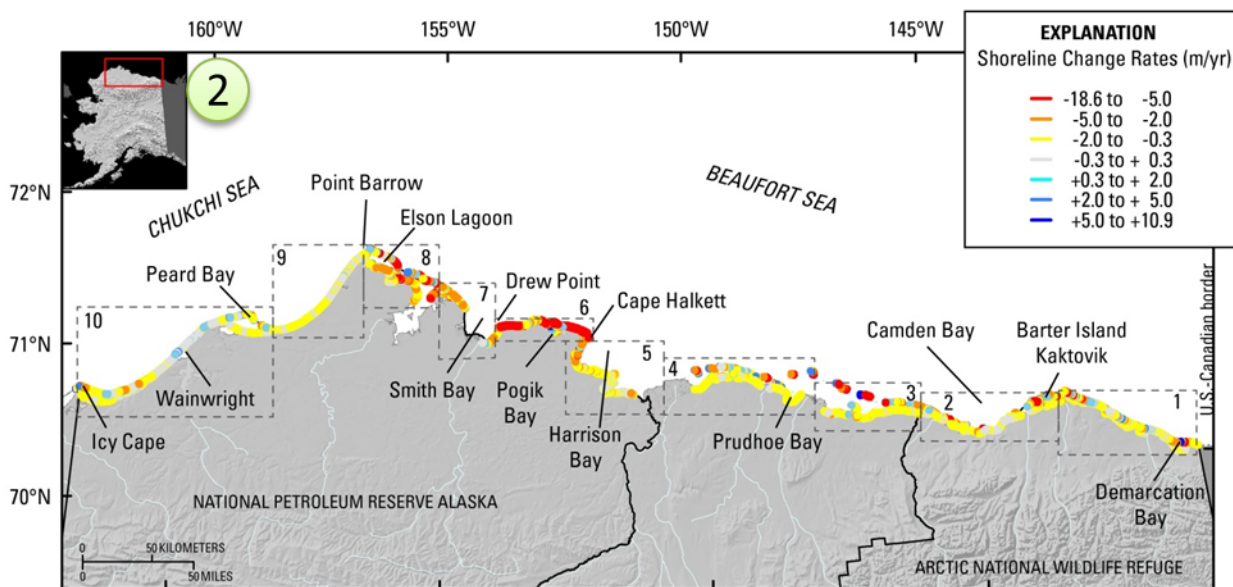 160°W
155°W
150°W
145°W
2
EXPLANATION
Shoreline Change Rates (m/yr)
-18.6 to -5.0
-5.0 to -2.0
-2.0 to -0.3
-0.3 to + 0.3
+0.3 to + 2.0
+2.0 to + 5.0
+5.0 to +10.9
72°N
71°N
70°N
CHUKCHI SEA
BEAUFORT SEA
Point Barrow
Elson Lagoon
Peard Bay
9
8
7
Drew Point
6
Cape Halkett
10
Wainwright
Icy Cape
Smith Bay
Pogik
Bay
5
Harrison
Bay
4
Prudhoe Bay
3
Camden Bay
2
Barter Island
Kaktovik
1
U.S.-Canadian border
Demarcation
Bay
NATIONAL PETROLEUM RESERVE ALASKA
ARCTIC NATIONAL WILDLIFE REFUGE
0 50 KILOMETERS
0 50 MILES